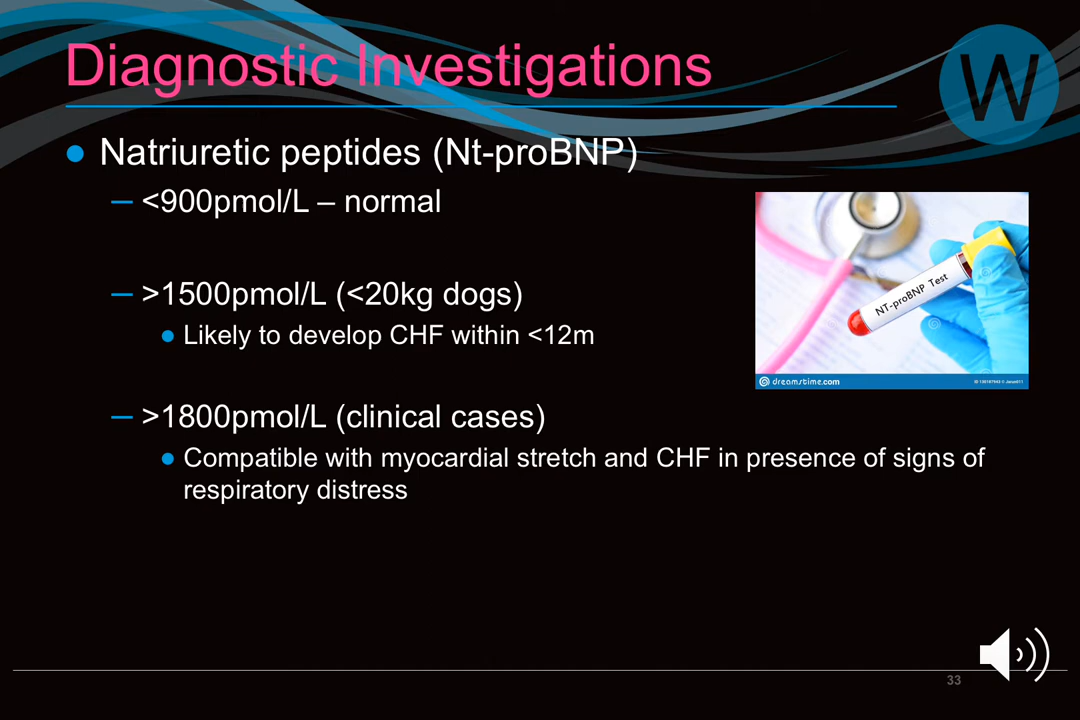 Diagnostic Investigations
W
Natriuretic peptides (Nt-proBNP)
– <900pmol/L – normal
– >1500pmol/L (<20kg dogs)
Likely to develop CHF within <12m
– >1800pmol/L (clinical cases)
Compatible with myocardial stretch and CHF in presence of signs of
respiratory distress
NT-proBNP Test
dreamstime.com
33